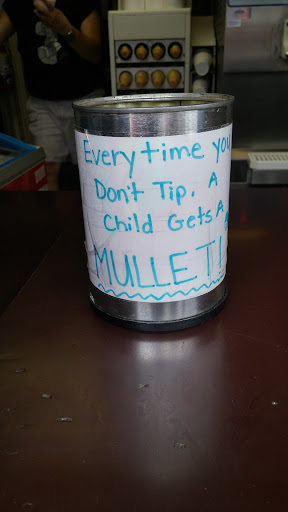 Every time you
Don't Tip, A
Child Gets A
MULLET!